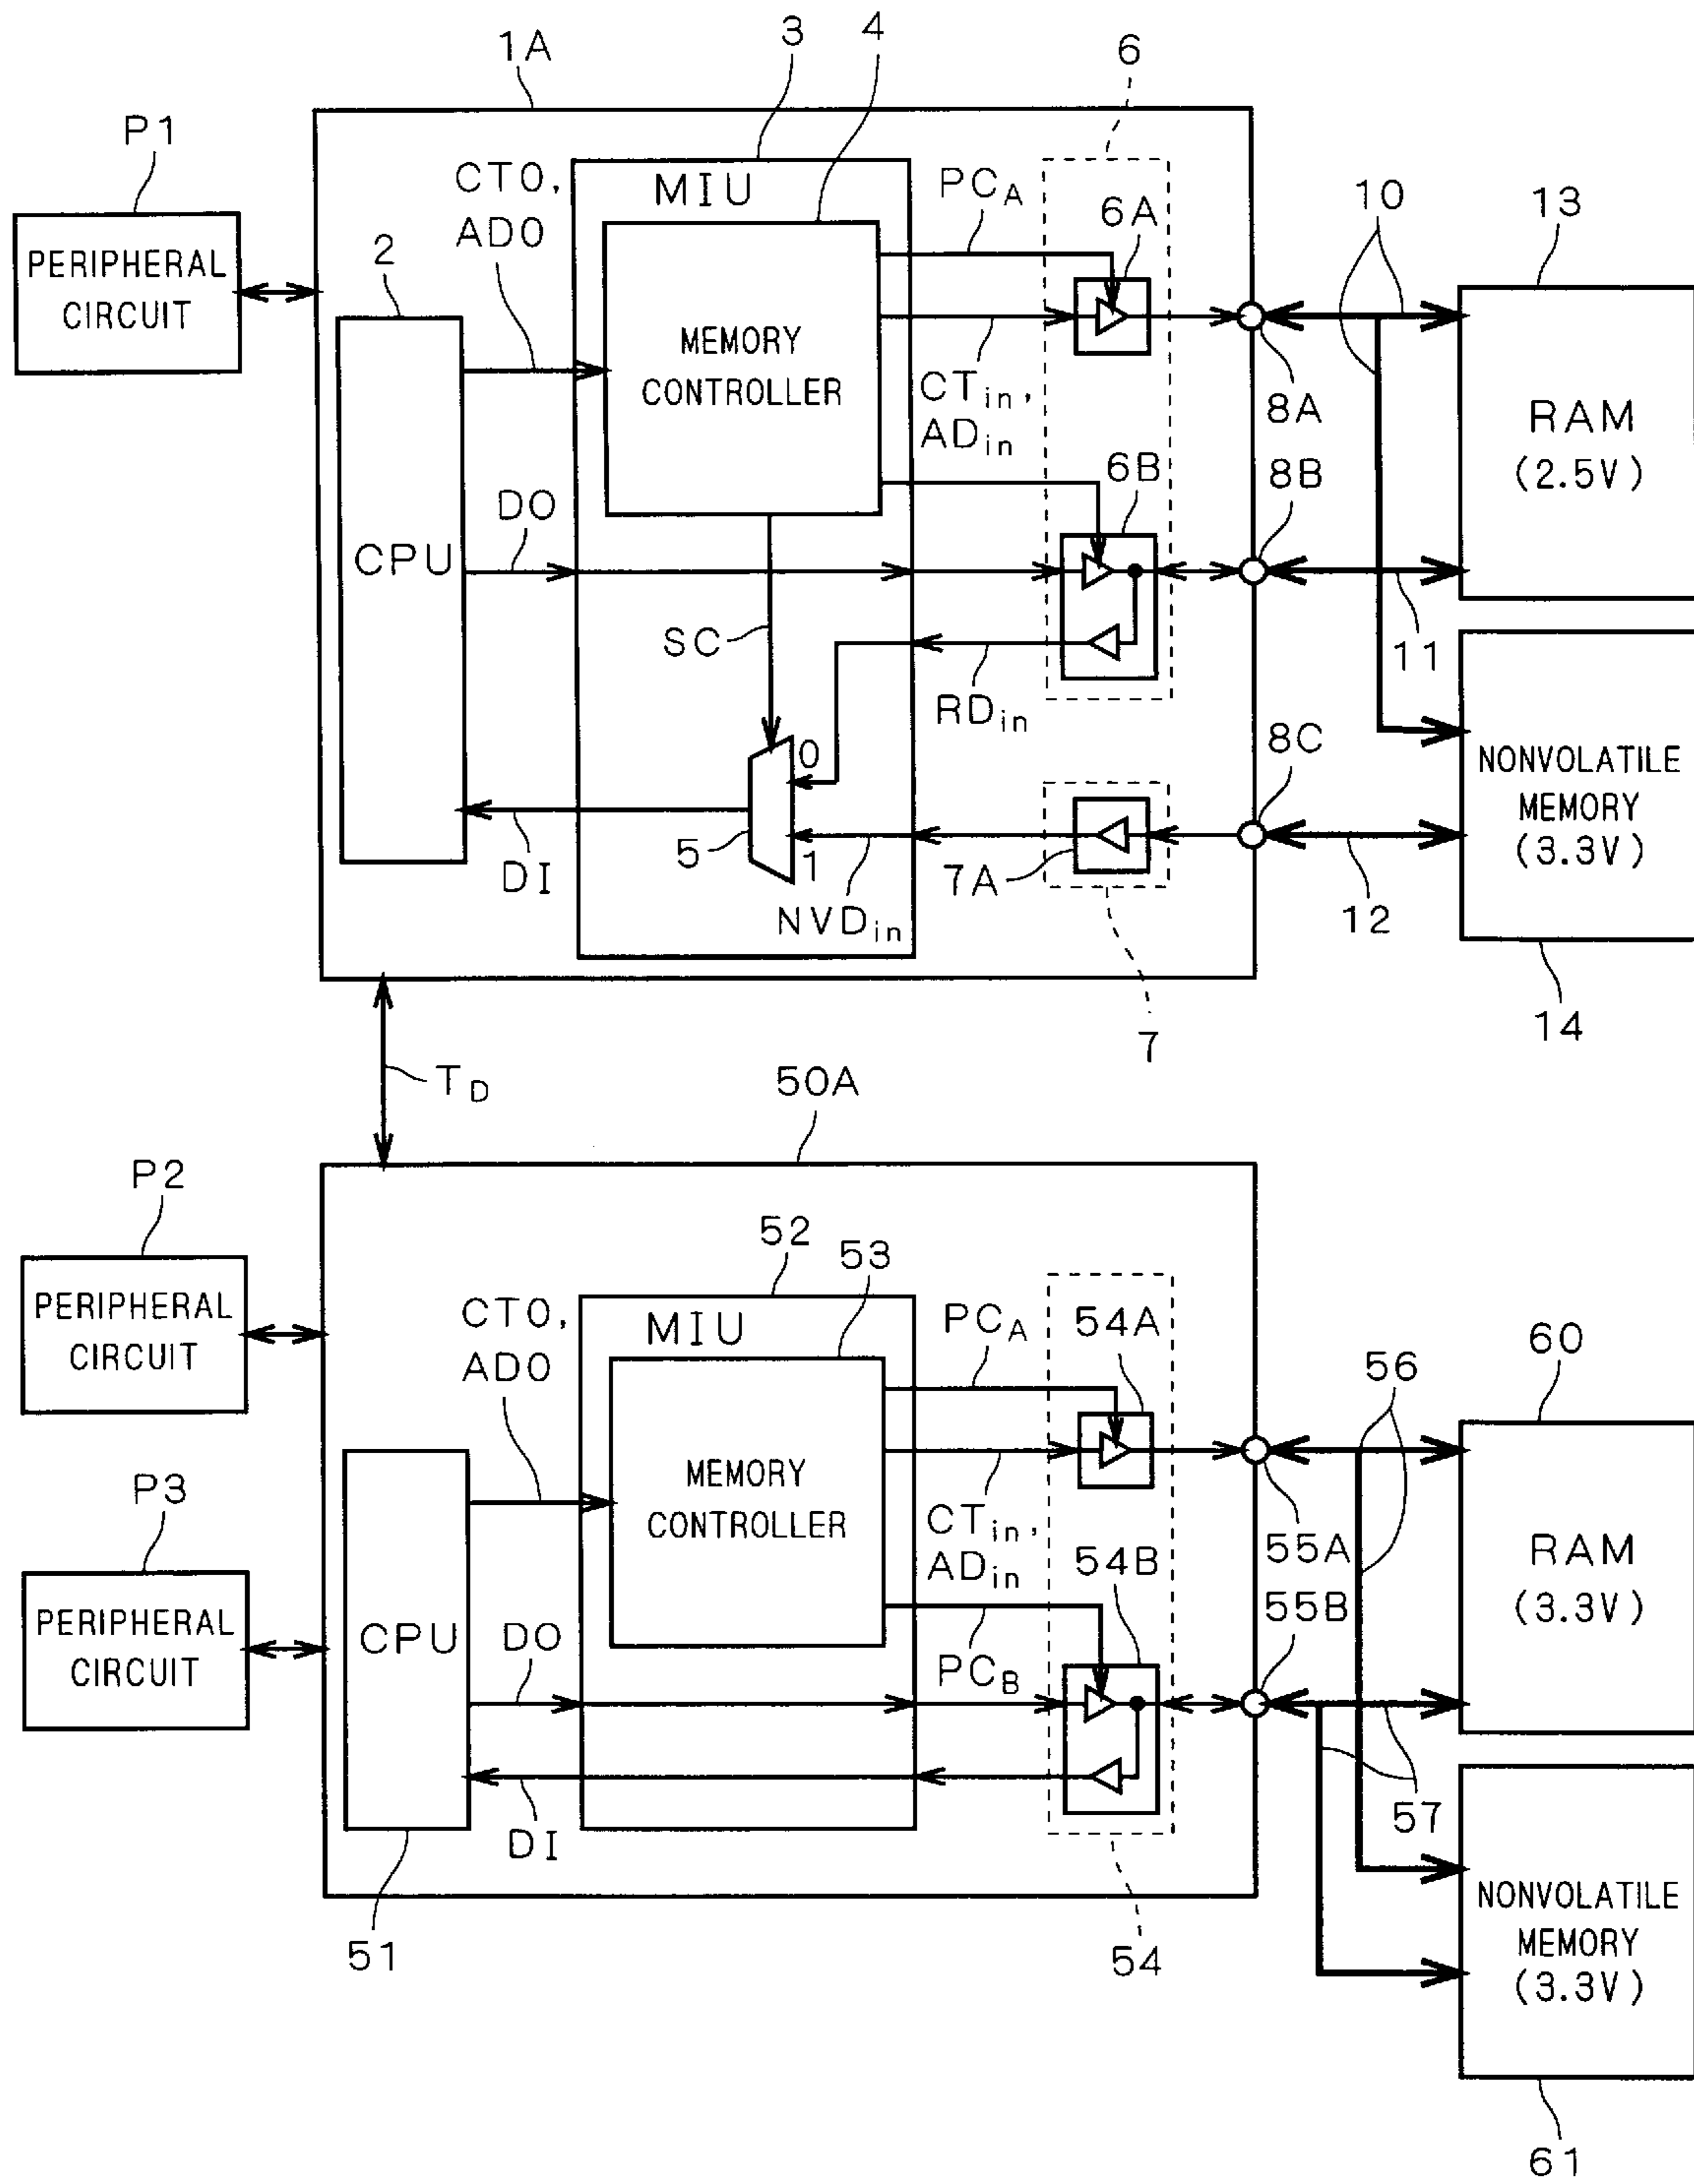 1A
3
4
6
P1
PERIPHERAL
CIRCUIT
2
CPU
CTO,
ADO
MIU
MEMORY
CONTROLLER
PCA
6A
CTin,
ADin
8A
10
13
RAM
(2.5V)
DO
6B
8B
SC
RDin
11
0
8C
NONVOLATILE
MEMORY
(3.3V)
DI
5
1
NVDin
7A
12
7
14
TD
50A
P2
PERIPHERAL
CIRCUIT
52
53
CTO,
ADO
MIU
MEMORY
CONTROLLER
PCA
54A
56
60
P3
PERIPHERAL
CIRCUIT
CPU
CTin,
ADin
54B
55A
55B
RAM
(3.3V)
DO
PCB
DI
57
51
54
NONVOLATILE
MEMORY
(3.3V)
61